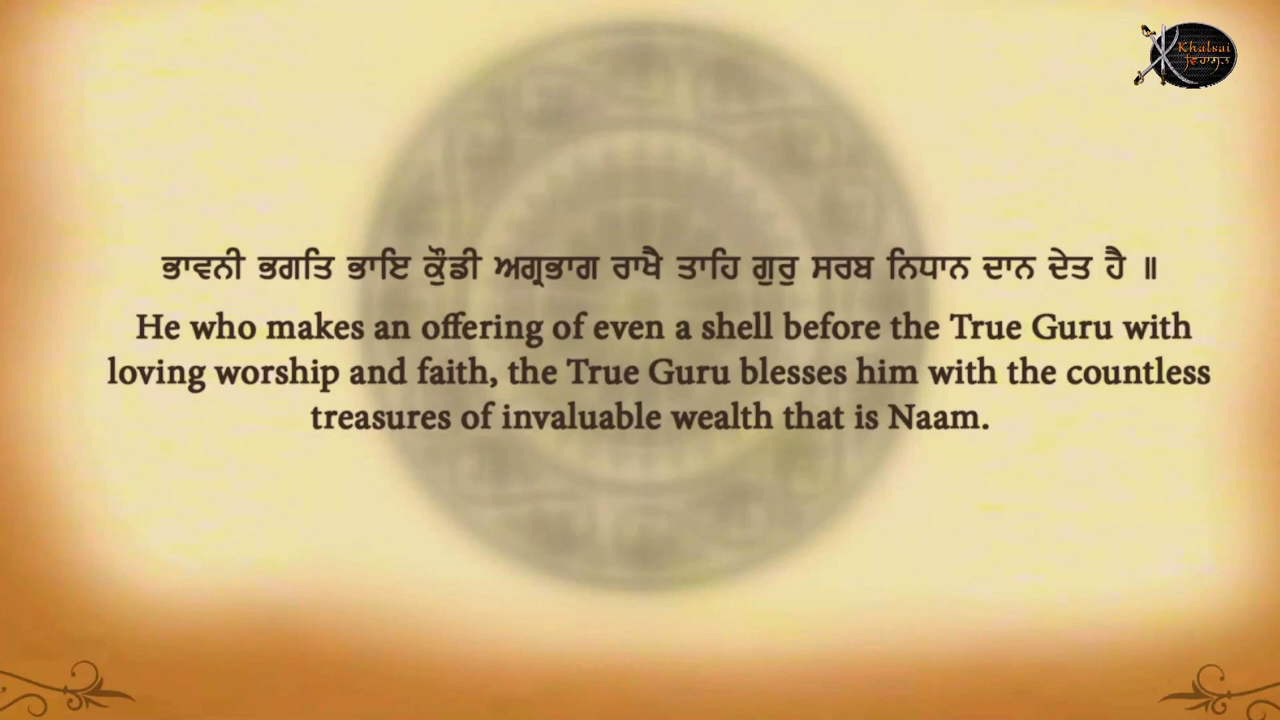 Khalsai
ਵਿਰਾਸਤ
ਭਾਵਨੀ ਭਗਤਿ ਭਾਇ ਕੌੁਡੀ ਅਗ੍ਰਭਾਗ ਰਾਖੈ ਤਾਹਿ ਗੁਰੁ ਸਰਬ ਨਿਧਾਨ ਦਾਨ ਦੇਤ ਹੈ ॥
He who makes an offering of even a shell before the True Guru with
loving worship and faith, the True Guru blesses him with the countless
treasures of invaluable wealth that is Naam.